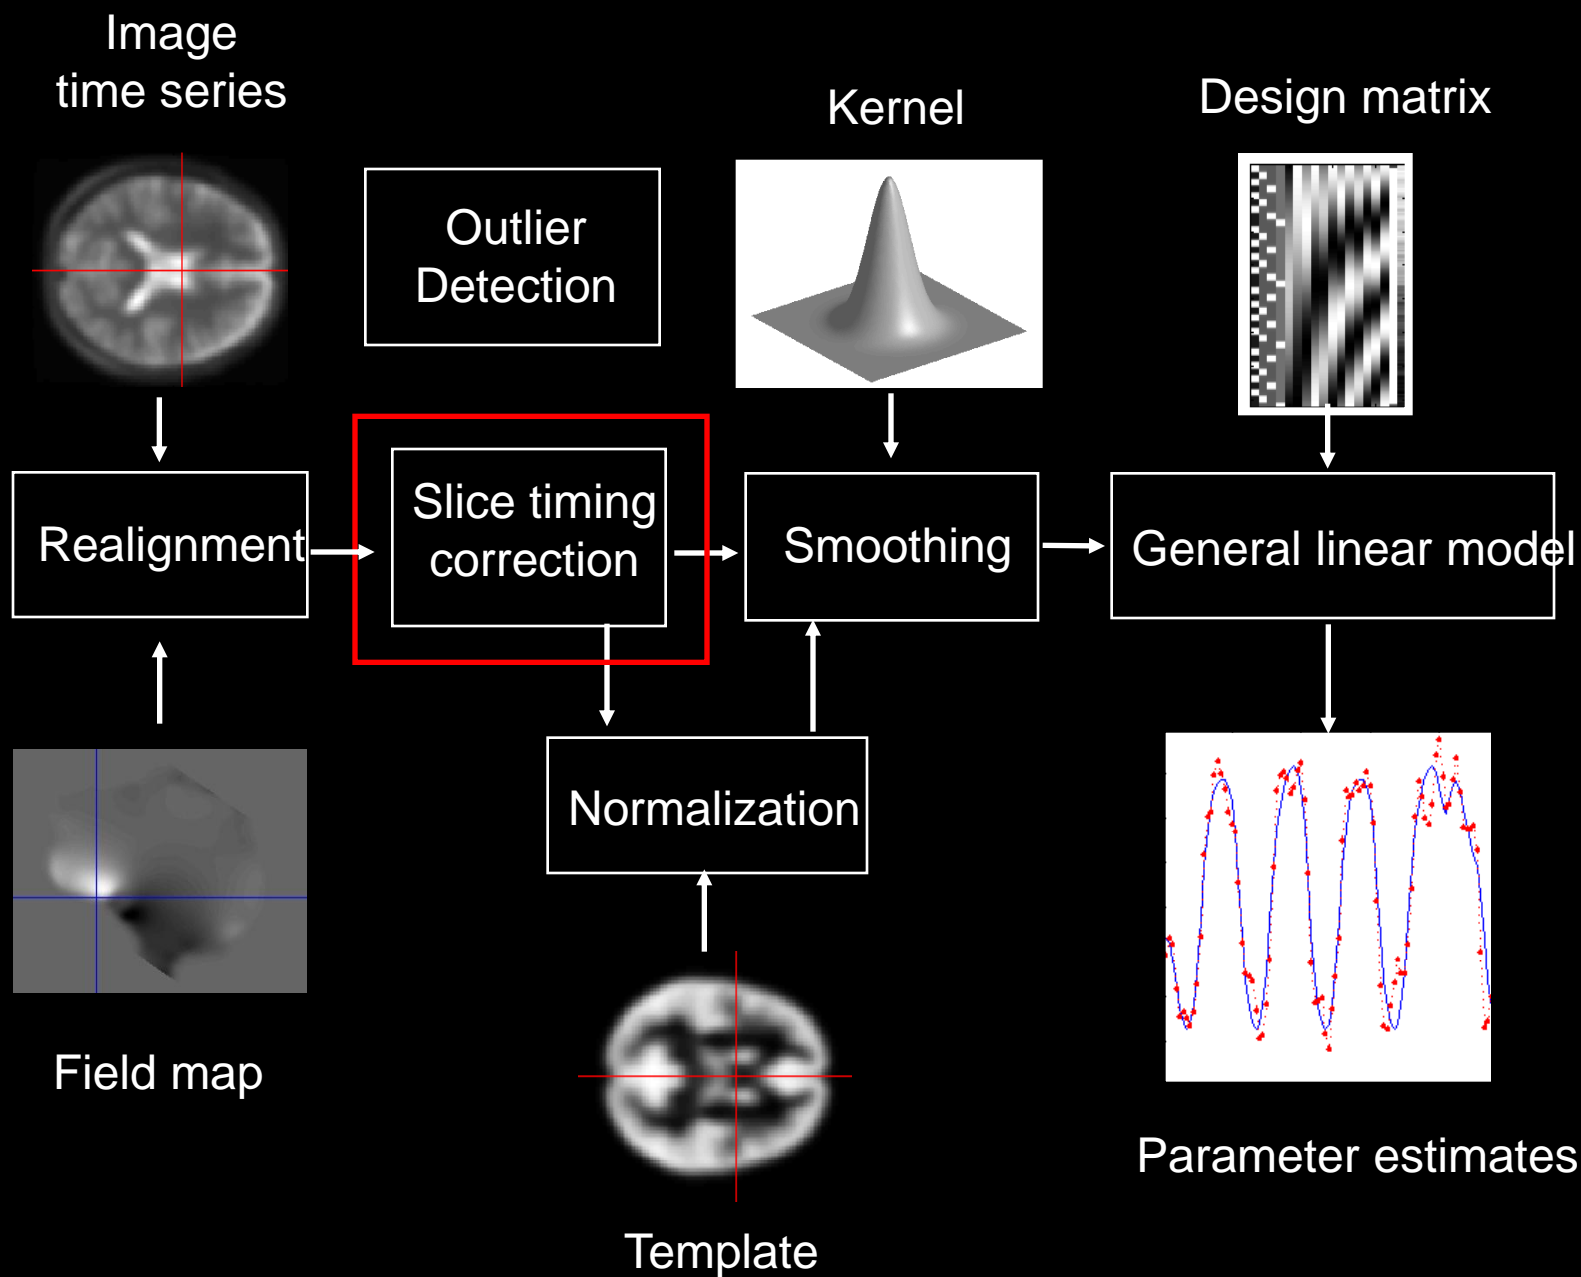 Image
time series
Kernel
Design matrix
Outlier
Detection
Realignment
Slice timing
correction
Smoothing
General linear model
Normalization
Field map
Template
Parameter estimates